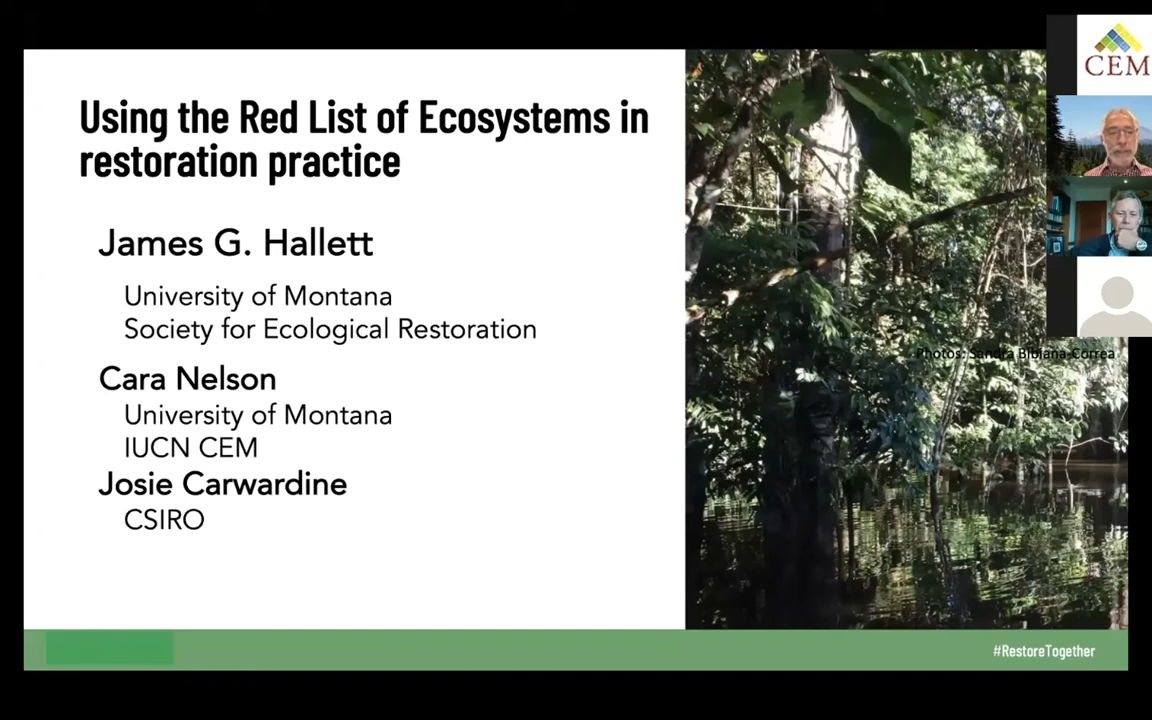 Using the Red List of Ecosystems in
restoration practice
James G. Hallett
University of Montana
Society for Ecological Restoration
Cara Nelson
University of Montana
IUCN CEM
Josie Carwardine
CSIRO
CEM
Photos: Sandra Bibiana-Correa
#RestoreTogether